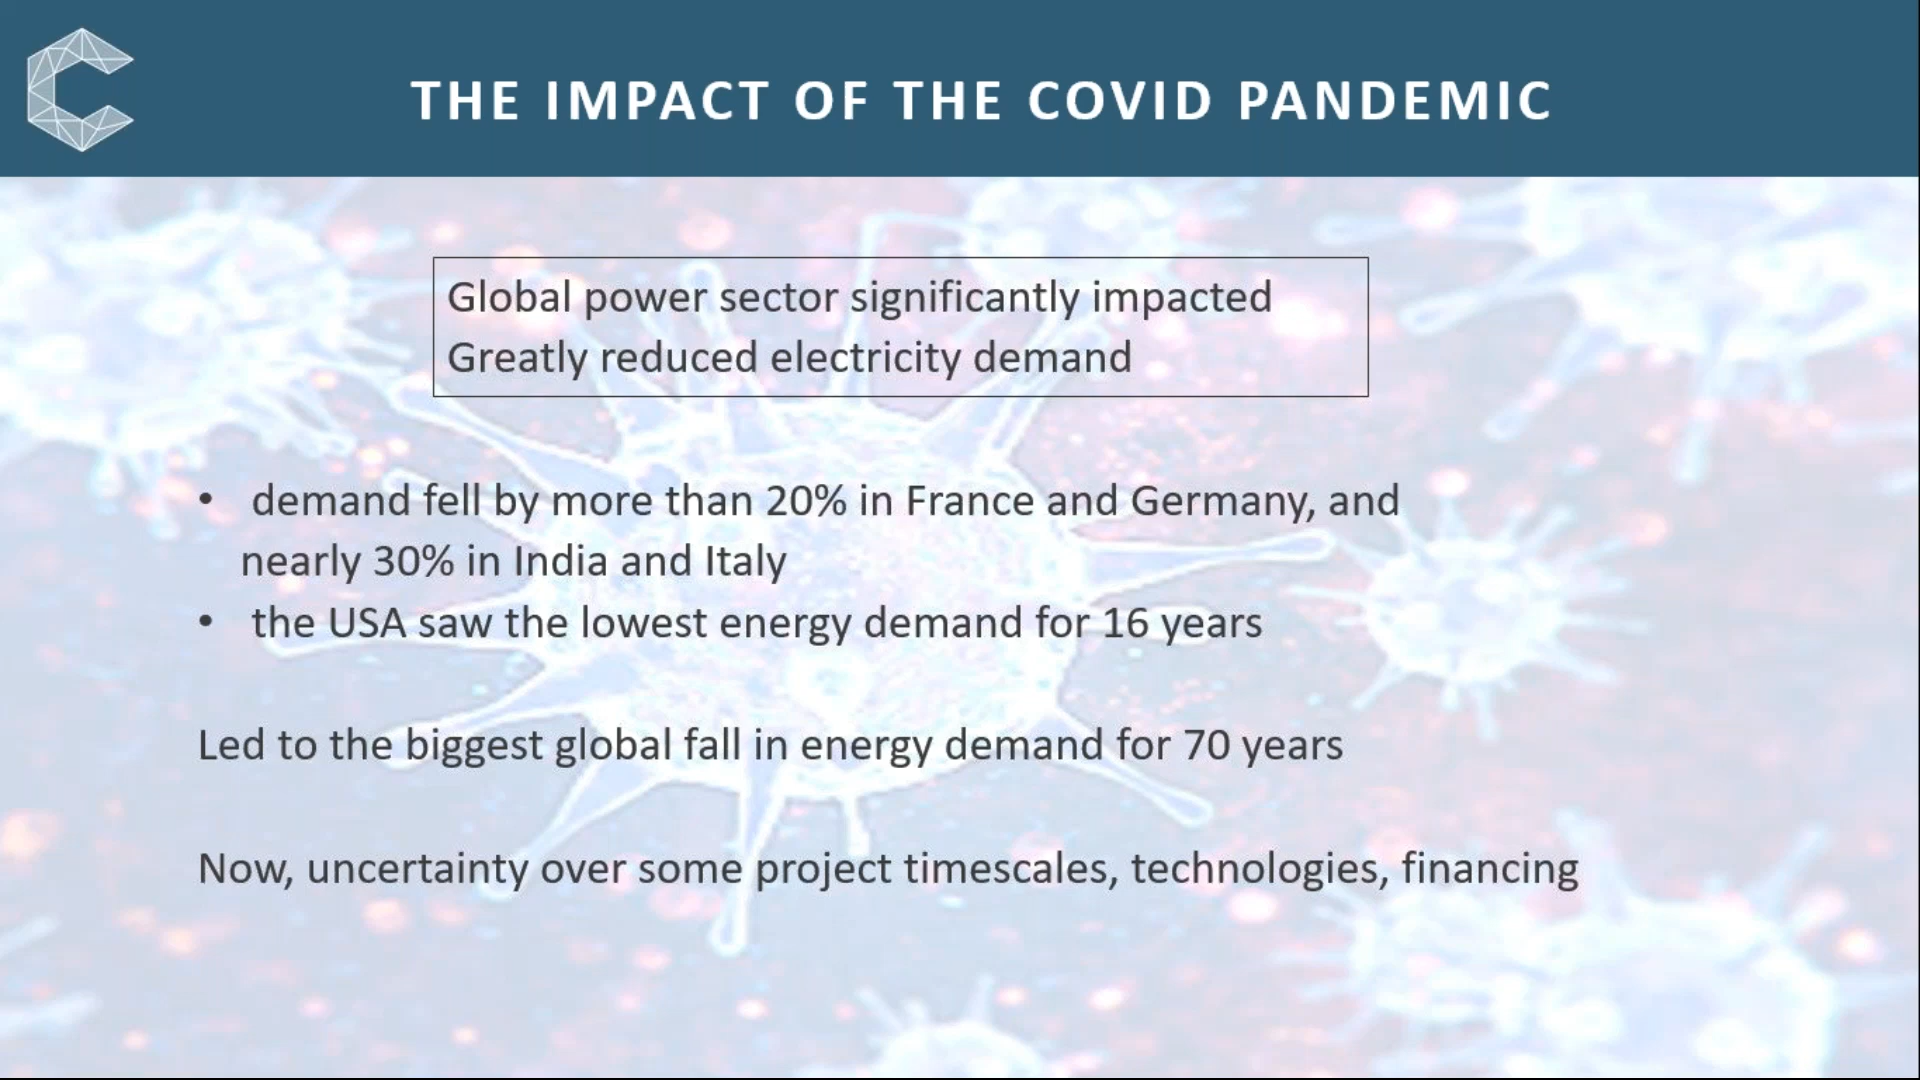 THE IMPACT OF THE COVID PANDEMIC
Global power sector significantly impacted
Greatly reduced electricity demand
• demand fell by more than 20% in France and Germany, and
nearly 30% in India and Italy
• the USA saw the lowest energy demand for 16 years
Led to the biggest global fall in energy demand for 70 years
Now, uncertainty over some project timescales, technologies, financing